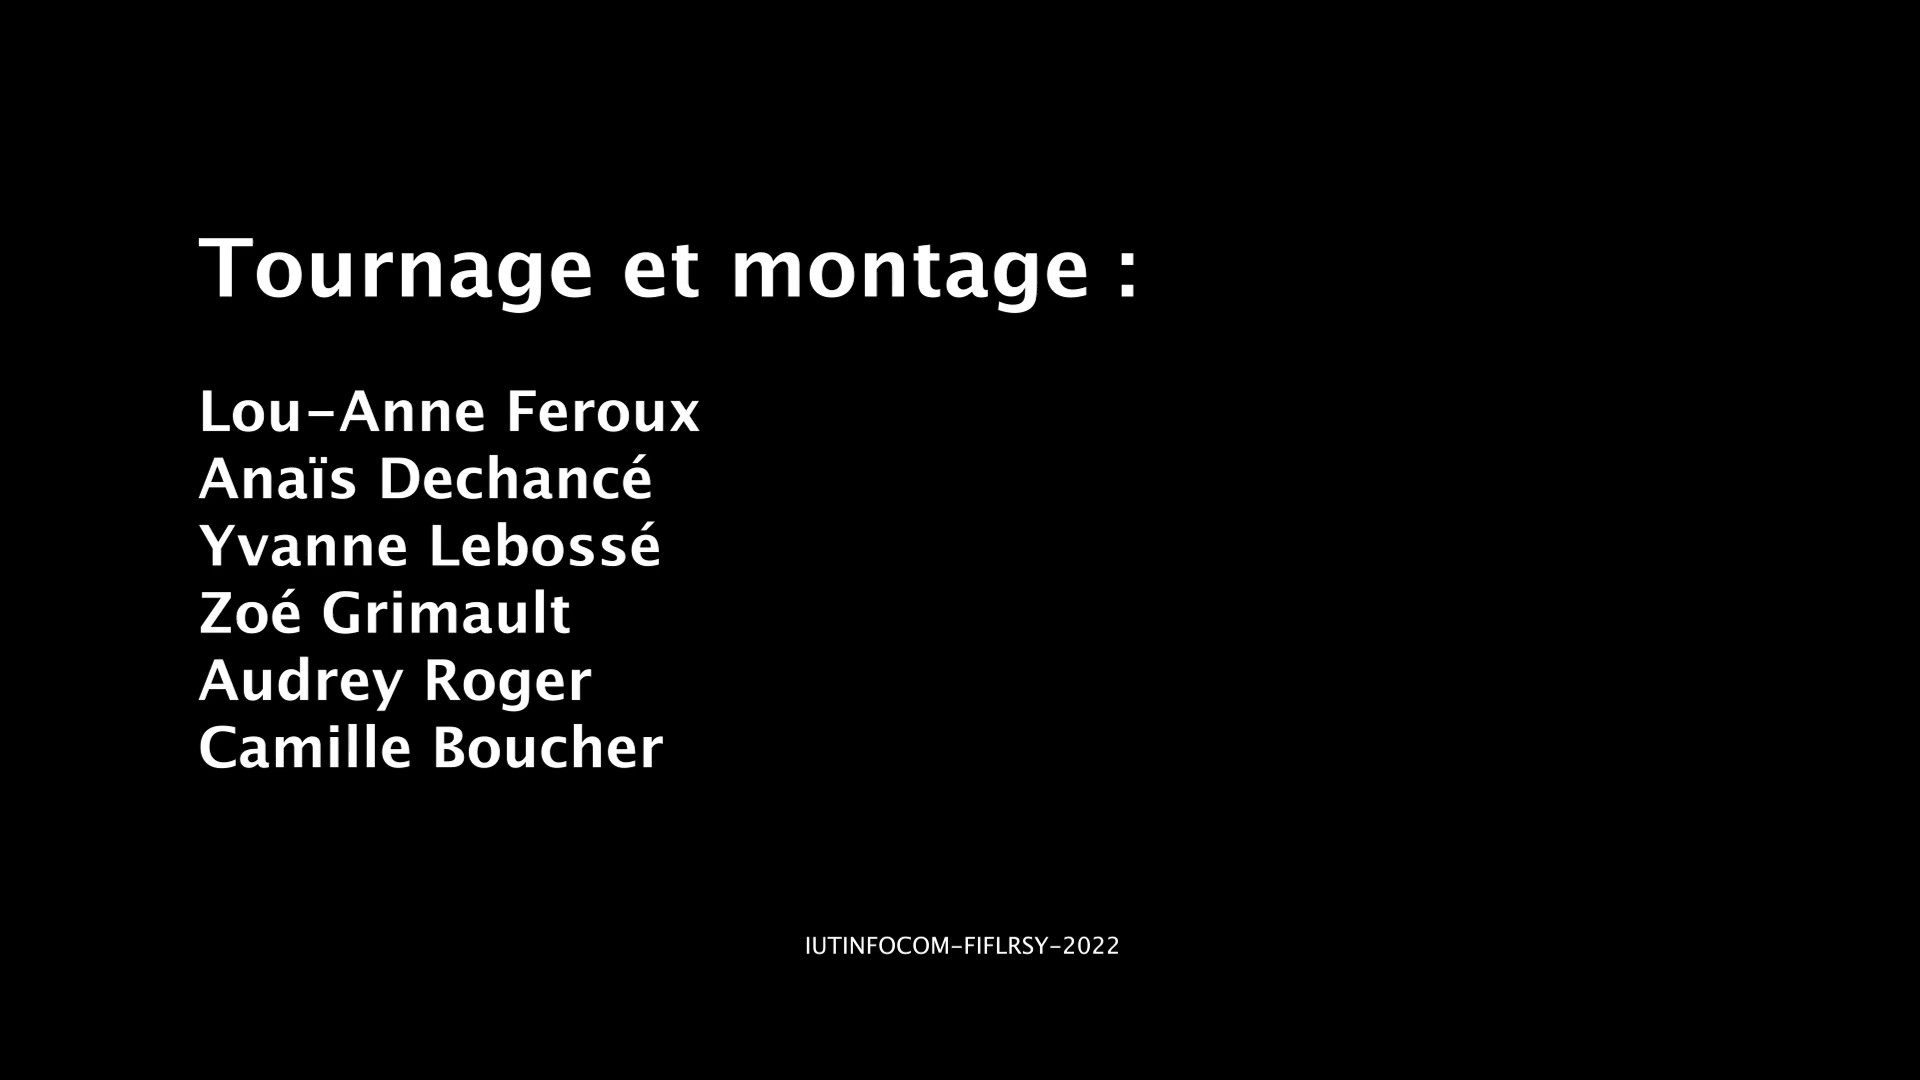 Tournage et montage :
Lou-Anne Feroux
Anaïs Dechancé
Yvanne Lebossé
Zoé Grimault
Audrey Roger
Camille Boucher
IUTINFOCOM-FIFLRSY-2022